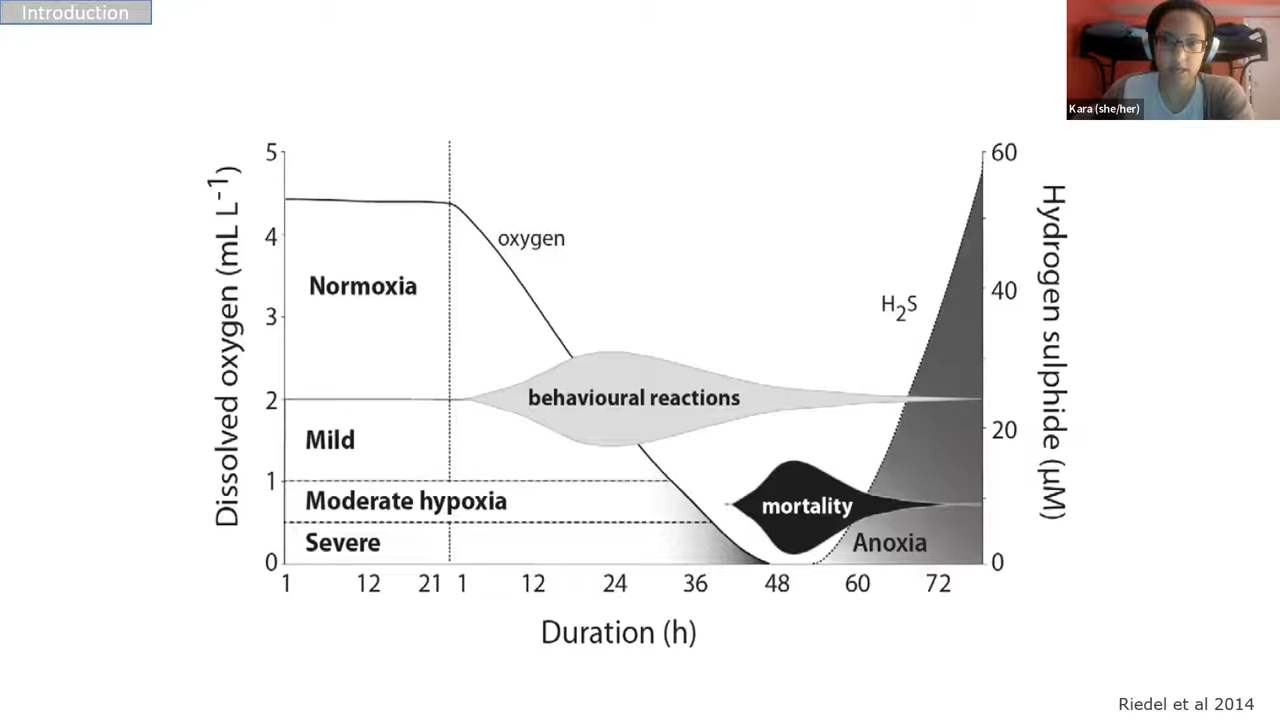 Introduction
Kara (she/her)
5
4
3
2
1
0
Dissolved oxygen (mL L-1)
60
40
20
0
Hydrogen sulphide (µM)
oxygen
Normoxia
H2S
behavioural reactions
Mild
Moderate hypoxia
mortality
Severe
Anoxia
1 12 21 1 12 24 36 48 60 72
Duration (h)
Riedel et al 2014